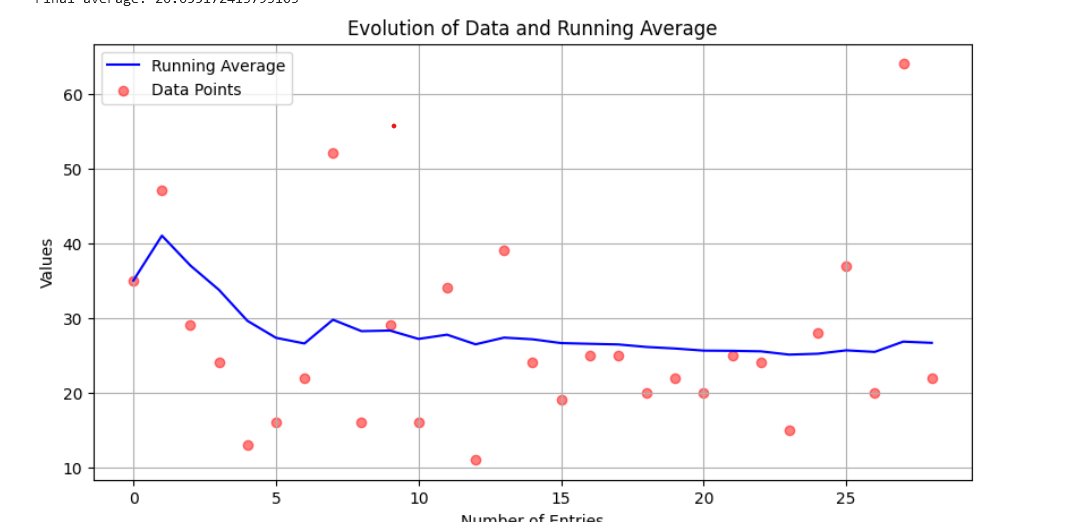 Evolution of Data and Running Average
Running Average
Data Points
60
50
40
30
20
10
Values
0 5 10 15 20 25
Number of Entries